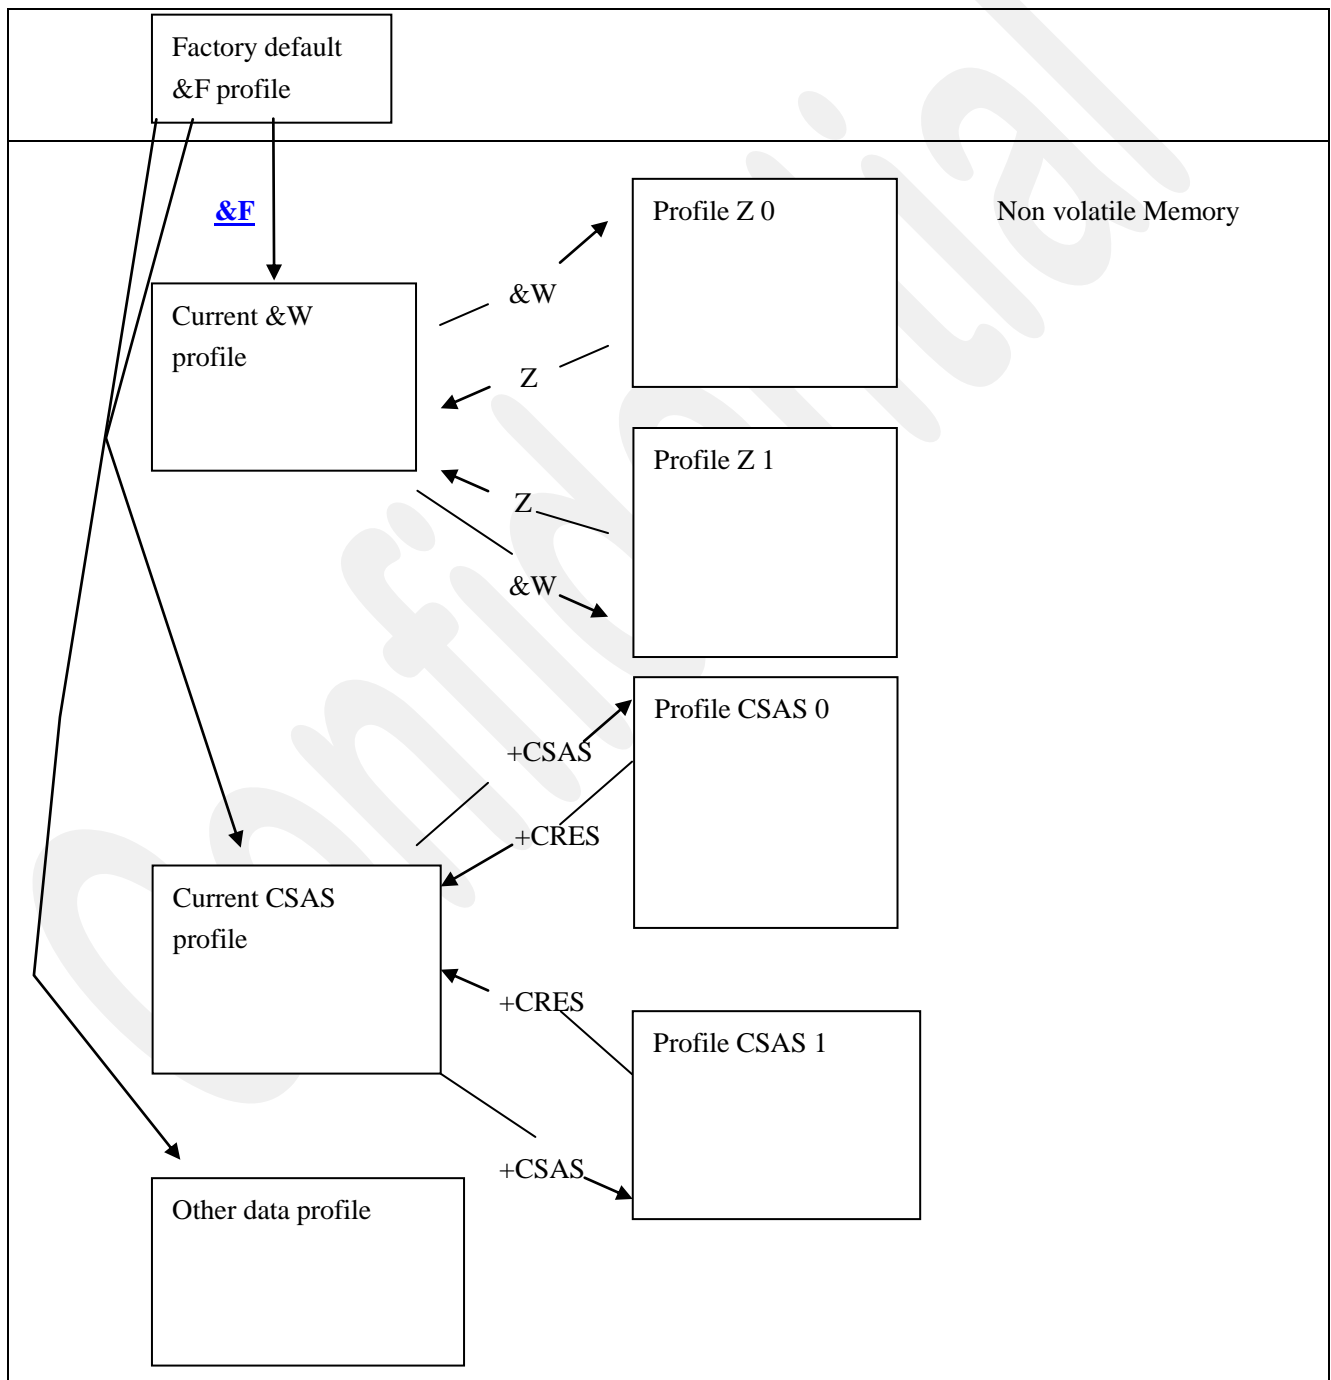 Factory default
&F profile
&F
Profile Z 0
Non volatile Memory
Current &W
profile
&W
Z
Profile Z 1
Z
&W
Profile CSAS 0
+CSAS
+CRES
Current CSAS
profile
+CRES
Profile CSAS 1
+CSAS
Other data profile
Confidential